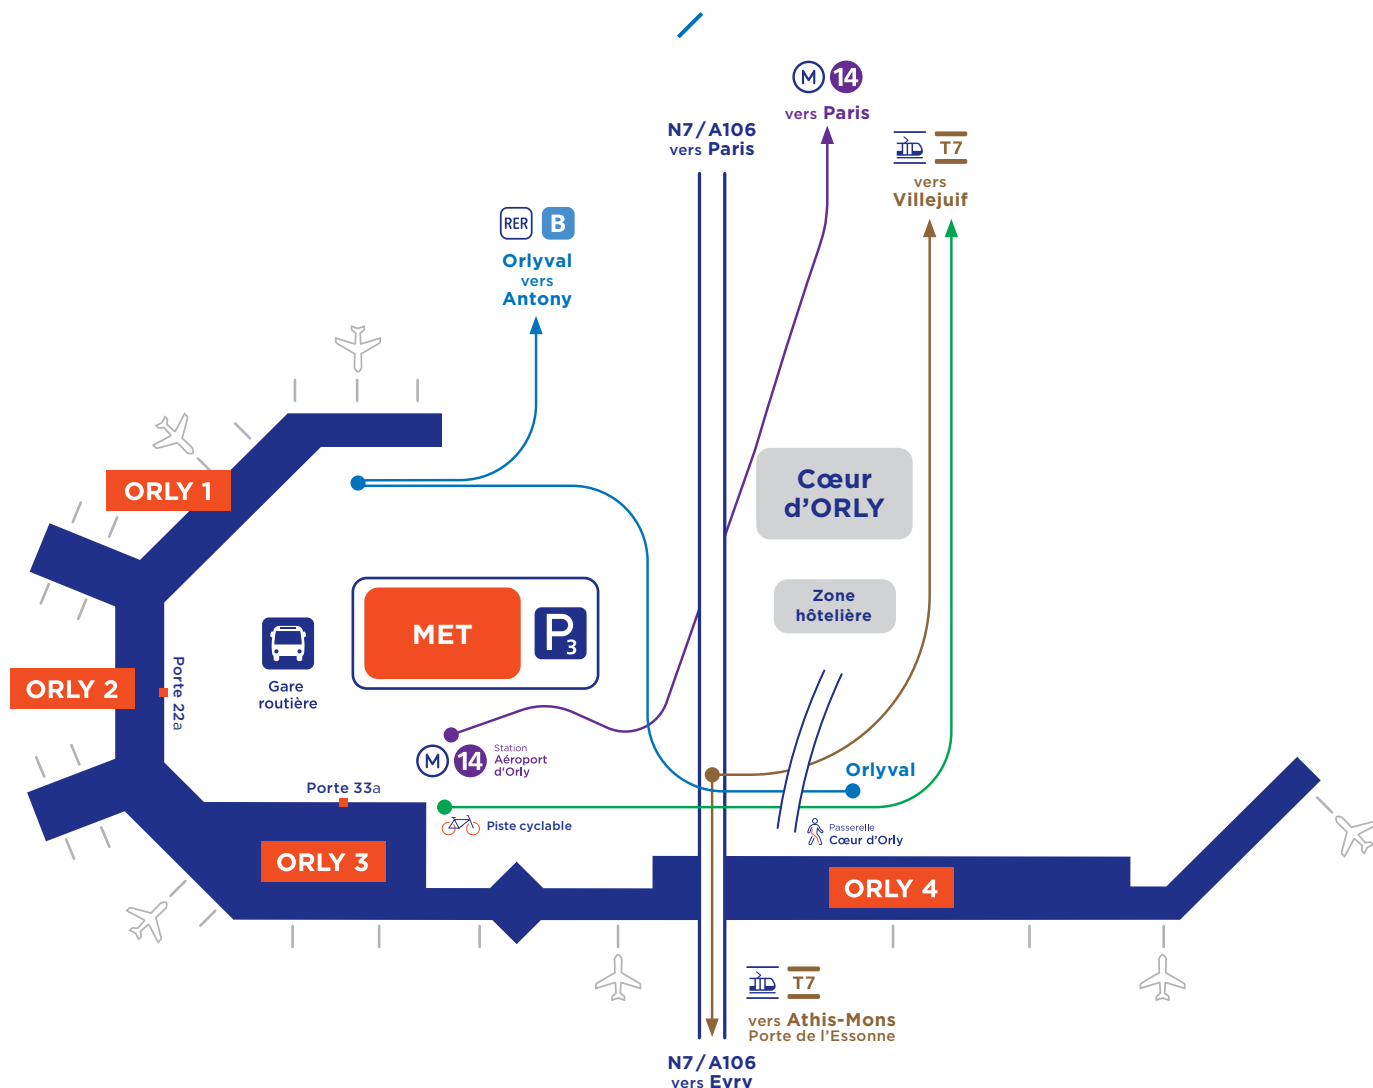 M 14
vers Paris
N7/A106
vers Paris
T7
vers
Villejuif
RER B
Orlyval
vers
Antony
ORLY 1
Cœur
d'ORLY
Zone
hôtelière
MET
P3
Gare
routière
ORLY 2
Porte 22a
M 14
Station
Aéroport
d'Orly
Orlyval
Porte 33a
Piste cyclable
Passerelle
Cœur d'Orly
ORLY 3
ORLY 4
T7
vers Athis-Mons
Porte de l'Essonne
N7/A106
vers Evry